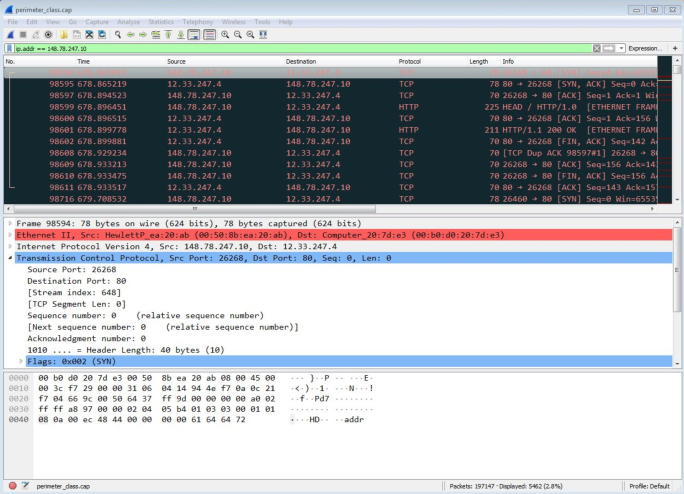 perimeter_class.cap
File Edit View Go Capture Analyze Statistics Telephony Wireless Tools Help
ip.addr == 148.78.247.10 Expression... +
No. Time Source Destination Protocol Length Info
98595 678.865219 12.33.247.4 148.78.247.10 TCP 78 80 → 26268 [SYN, ACK] Seq=0 Ack=
98597 678.894523 148.78.247.10 12.33.247.4 TCP 70 26268 → 80 [ACK] Seq=1 Ack=1 Win
98599 678.896451 148.78.247.10 12.33.247.4 HTTP 225 HEAD / HTTP/1.0 [ETHERNET FRAM
98600 678.896515 12.33.247.4 148.78.247.10 TCP 70 80 → 26268 [ACK] Seq=1 Ack=156 
98601 678.899778 12.33.247.4 148.78.247.10 HTTP 211 HTTP/1.1 200 OK [ETHERNET FRAM
98602 678.899881 12.33.247.4 148.78.247.10 TCP 70 80 → 26268 [FIN, ACK] Seq=142 A
98608 678.929234 148.78.247.10 12.33.247.4 TCP 70 [TCP Dup ACK 98597#1] 26268 → 80
98609 678.933213 148.78.247.10 12.33.247.4 TCP 70 26268 → 80 [ACK] Seq=156 Ack=14
98610 678.933475 148.78.247.10 12.33.247.4 TCP 70 26268 → 80 [FIN, ACK] Seq=156 A
98611 678.933517 12.33.247.4 148.78.247.10 TCP 70 80 → 26268 [ACK] Seq=143 Ack=15
98716 679.708532 148.78.247.10 12.33.247.4 TCP 78 26460 → 80 [SYN] Seq=0 Win=6553
Frame 98594: 78 bytes on wire (624 bits), 78 bytes captured (624 bits)
Ethernet II, Src: HewlettP_ea:20:ab (00:50:8b:ea:20:ab), Dst: Computer_20:7d:e3 (00:b0:d0:20:7d:e3)
Internet Protocol Version 4, Src: 148.78.247.10, Dst: 12.33.247.4
Transmission Control Protocol, Src Port: 26268, Dst Port: 80, Seq: 0, Len: 0
Source Port: 26268
Destination Port: 80
[Stream index: 648]
[TCP Segment Len: 0]
Sequence number: 0 (relative sequence number)
[Next sequence number: 0 (relative sequence number)]
Acknowledgment number: 0
1010 .... = Header Length: 40 bytes (10)
Flags: 0x002 (SYN)
0000 00 b0 d0 20 7d e3 00 50 8b ea 20 ab 08 00 45 00 ··· }··P ·· ···E·
0010 00 3c f7 29 00 00 31 06 04 14 94 4e f7 0a 0c 21 ·<·)··1· ···N···!
0020 f7 04 66 9c 00 50 64 37 ff 9d 00 00 00 00 a0 02 ··f··Pd7 ········
0030 ff ff a8 97 00 00 02 04 05 b4 01 03 03 00 01 01 ········ ········
0040 08 0a 00 ec 48 44 00 00 00 00 61 64 64 72 ····HD·· ··addr
perimeter_class.cap Packets: 197147 · Displayed: 5462 (2.8%) Profile: Default